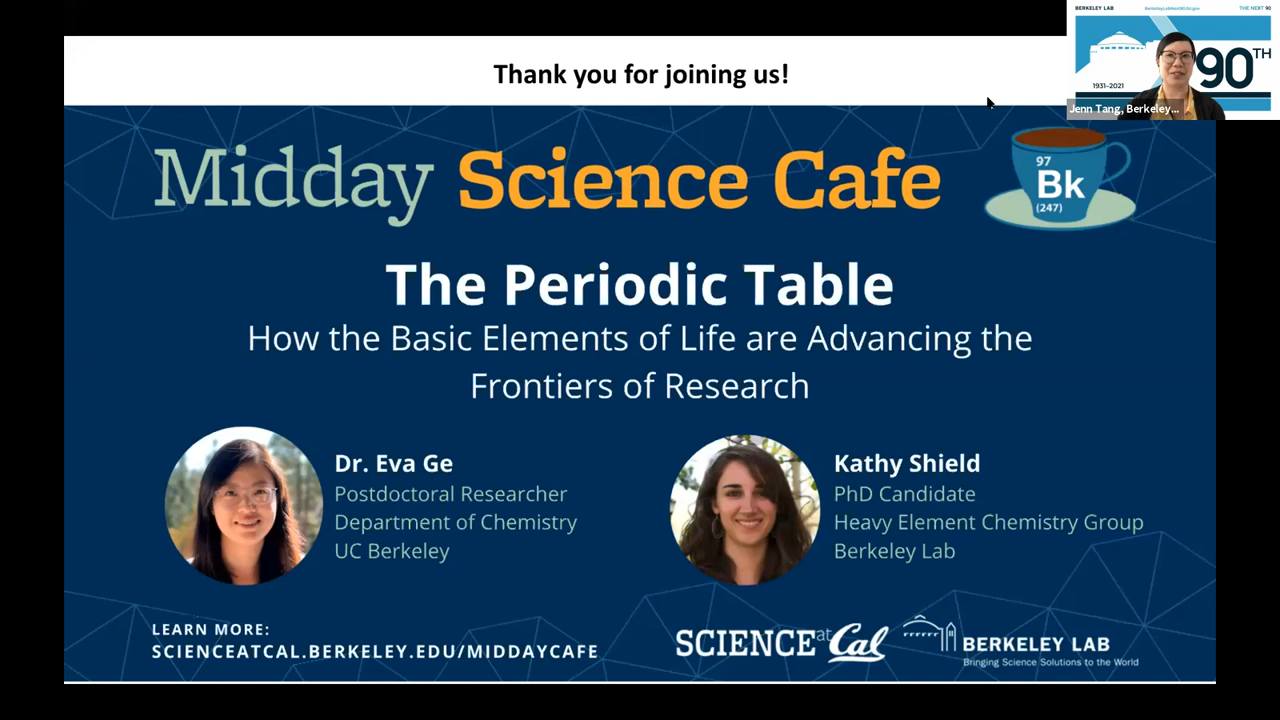 BERKELEY LAB
BerkeleyLabNext90.lbl.gov
THE NEXT 90
90TH
1931–2021
Jenn Tang, Berkeley...
Thank you for joining us!
Midday Science Cafe
97
Bk
(247)
The Periodic Table
How the Basic Elements of Life are Advancing the
Frontiers of Research
Dr. Eva Ge
Postdoctoral Researcher
Department of Chemistry
UC Berkeley
Kathy Shield
PhD Candidate
Heavy Element Chemistry Group
Berkeley Lab
LEARN MORE:
SCIENCEATCAL.BERKELEY.EDU/MIDDAYCAFE
SCIENCE at Cal
BERKELEY LAB
Bringing Science Solutions to the World